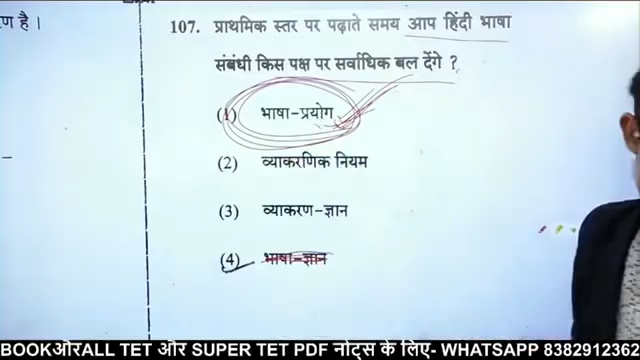 रण है।
107. प्राथमिक स्तर पर पढ़ाते समय आप हिंदी भाषा
संबंधी किस पक्ष पर सर्वाधिक बल देंगे ?
(1) भाषा-प्रयोग
(2) व्याकरणिक नियम
(3) व्याकरण-ज्ञान
(4) भाषा-ज्ञान
BOOKऔरALL TET और SUPER TET PDF नोट्स के लिए- WHATSAPP 8382912362